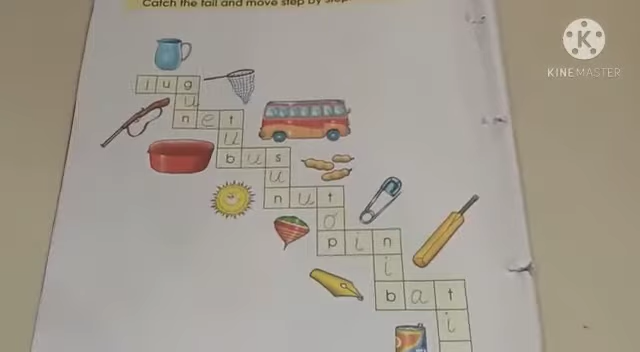 Catch the tail and move step by step
K
KINEMASTER
jug
u
net
u
bus
u
nut
o
pin
i
bat
i